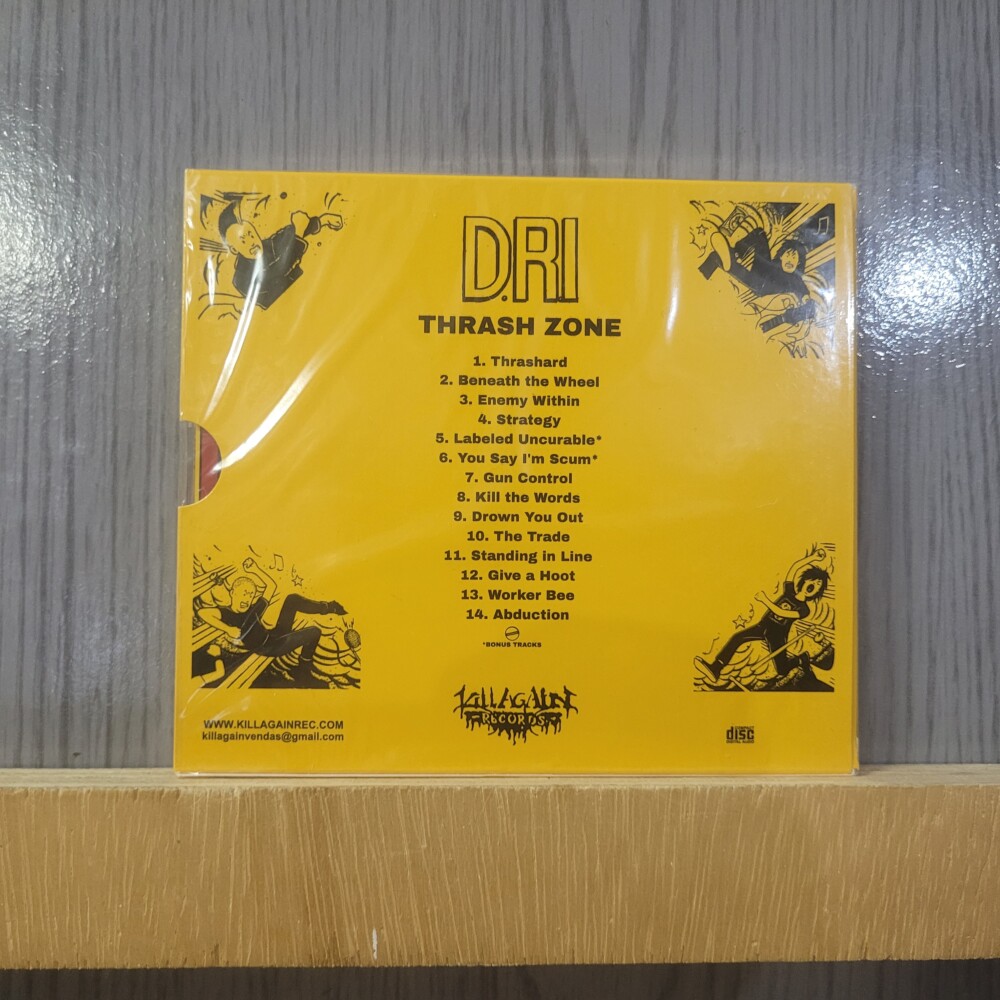 D.R.I
THRASH ZONE
1. Thrashard
2. Beneath the Wheel
3. Enemy Within
4. Strategy
5. Labeled Uncurable*
6. You Say I'm Scum*
7. Gun Control
8. Kill the Words
9. Drown You Out
10. The Trade
11. Standing in Line
12. Give a Hoot
13. Worker Bee
14. Abduction
*BONUS TRACKS
KILLAGAIN
RECORDS
WWW.KILLAGAINREC.COM
killagainvendas@gmail.com
COMPACT
disc
DIGITAL AUDIO